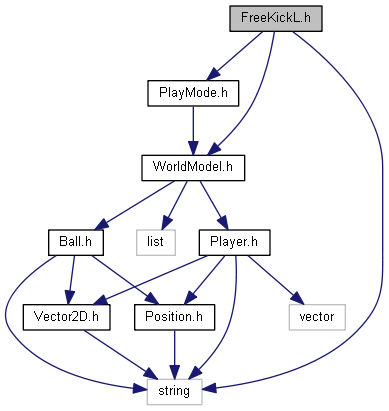 FreeKickL.h
PlayMode.h
WorldModel.h
Ball.h
list
Player.h
Vector2D.h
Position.h
vector
string